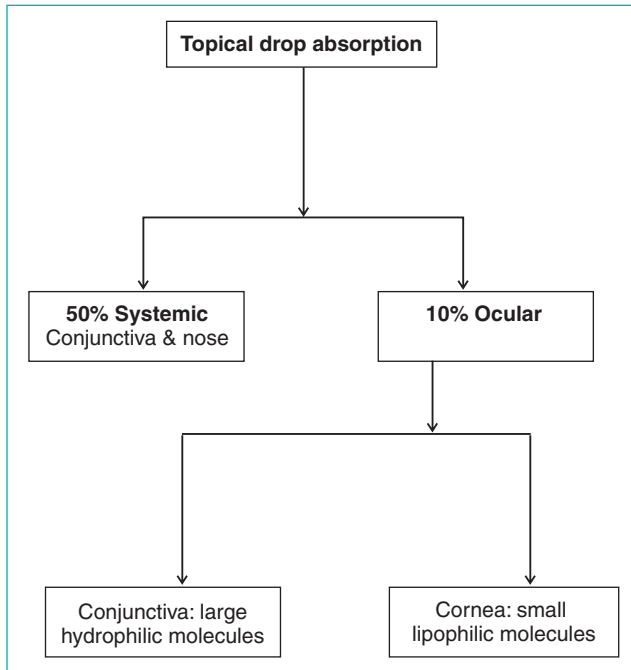 Topical drop absorption
50% Systemic
Conjunctiva & nose
10% Ocular
Conjunctiva: large
hydrophilic molecules
Cornea: small
lipophilic molecules